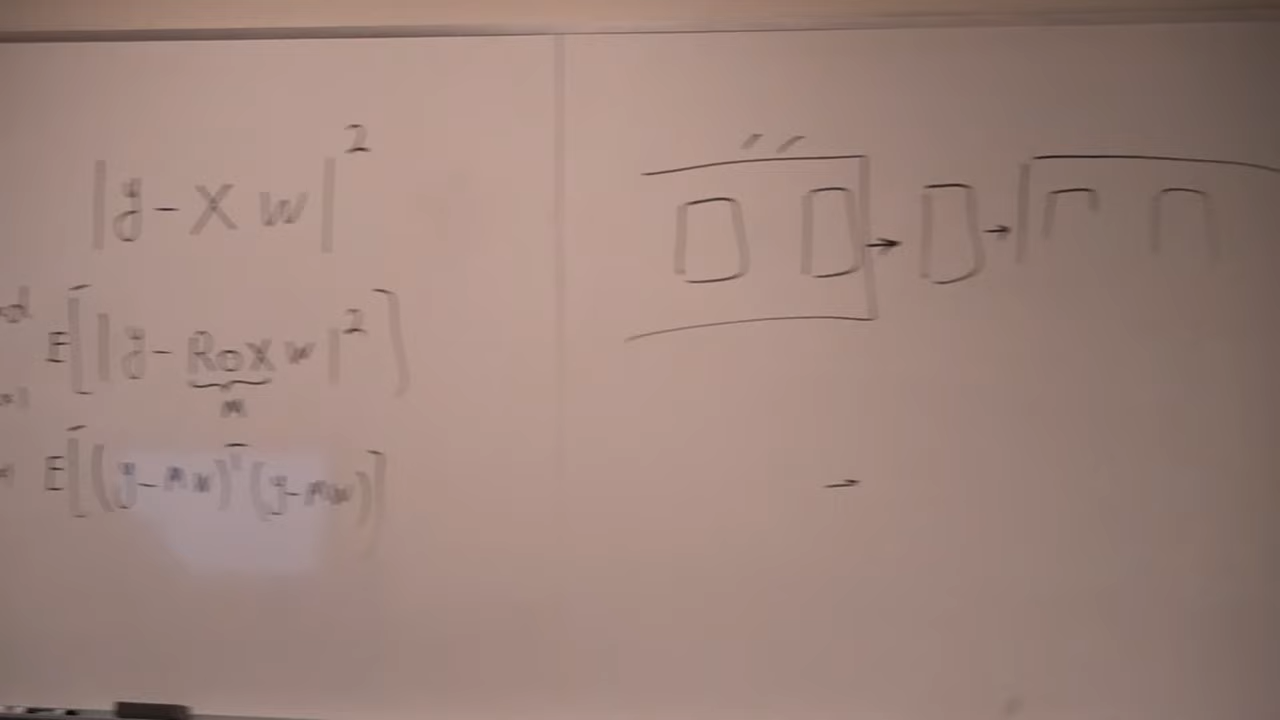 |y - X w|²
E[|y - R∘X w|²]
M
E[(y - Mw)ᵀ(y - Mw)]